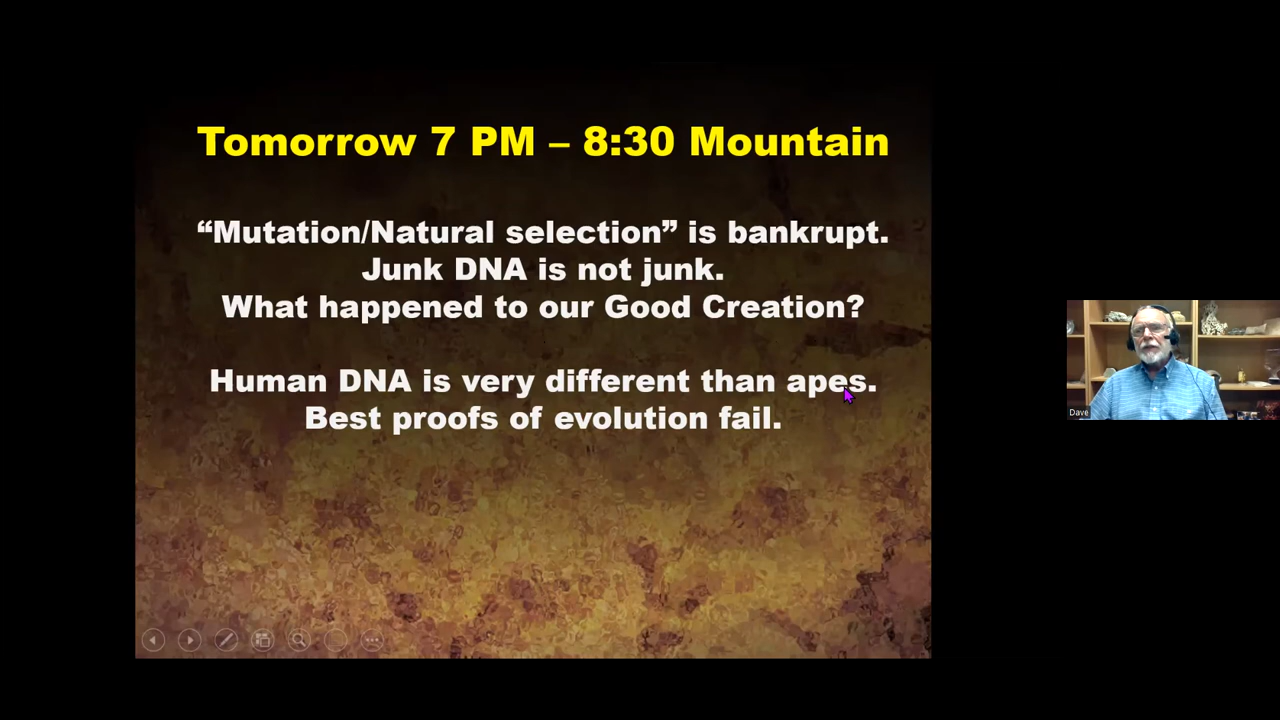 Tomorrow 7 PM – 8:30 Mountain
“Mutation/Natural selection” is bankrupt.
Junk DNA is not junk.
What happened to our Good Creation?
Human DNA is very different than apes.
Best proofs of evolution fail.
Dave